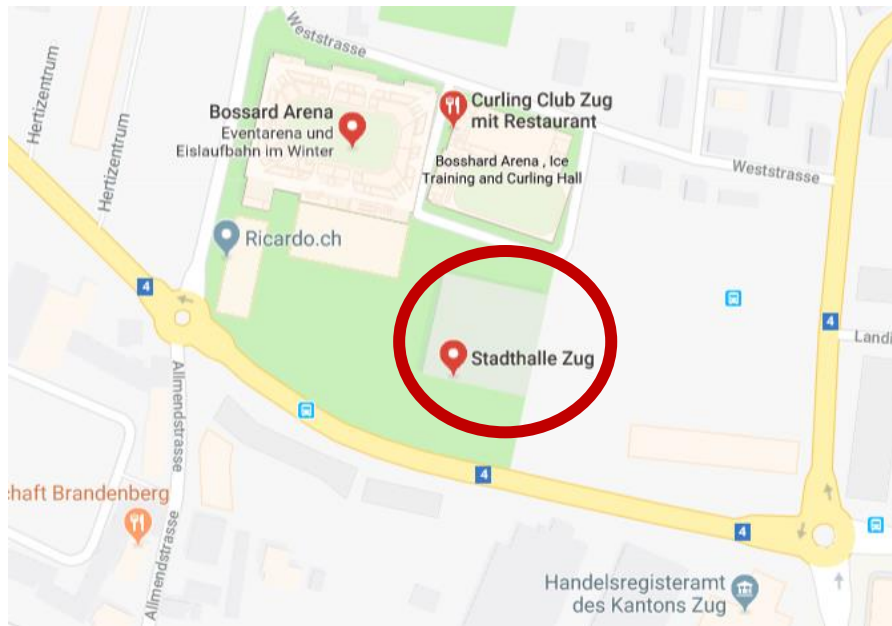 Weststrasse
Hertizentrum
Hertizentrum
Bossard Arena
Eventarena und
Eislaufbahn im Winter
Curling Club Zug
mit Restaurant
Bosshard Arena , Ice
Training and Curling Hall
Weststrasse
Ricardo.ch
4
4
Landi
Stadthalle Zug
Allmendstrasse
4
haft Brandenberg
4
Allmendstrasse
Handelsregisteramt
des Kantons Zug